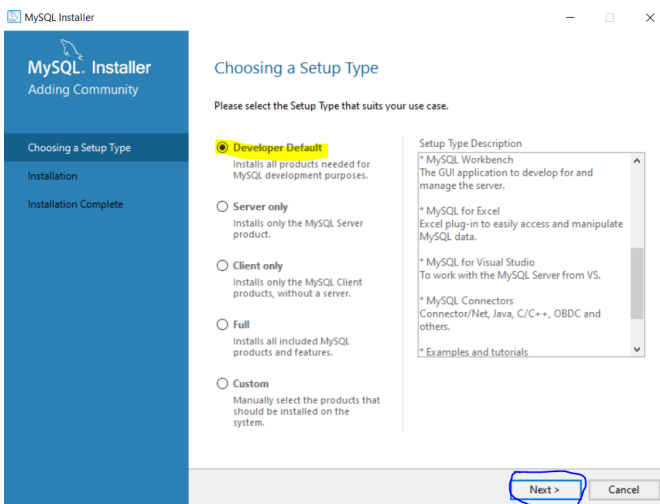 MySQL Installer
MySQL. Installer
Adding Community
Choosing a Setup Type
Installation
Installation Complete
Choosing a Setup Type
Please select the Setup Type that suits your use case.
Developer Default
Installs all products needed for
MySQL development purposes.
Server only
Installs only the MySQL Server
product.
Client only
Installs only the MySQL Client
products, without a server.
Full
Installs all included MySQL
products and features.
Custom
Manually select the products that
should be installed on the
system.
Setup Type Description
* MySQL Workbench
The GUI application to develop for and
manage the server.
* MySQL for Excel
Excel plug-in to easily access and manipulate
MySQL data.
* MySQL for Visual Studio
To work with the MySQL Server from VS.
* MySQL Connectors
Connector/Net, Java, C/C++, OBDC and
others.
* Examples and tutorials
Next >
Cancel